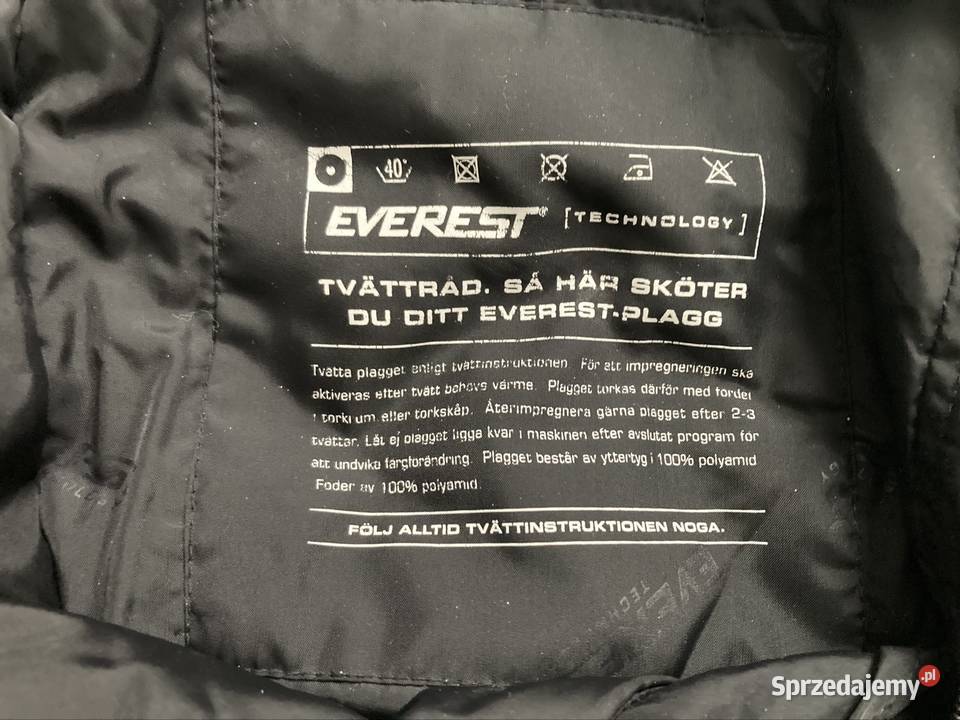 40°
EVEREST® [TECHNOLOGY]
TVÄTTRÅD. SÅ HÄR SKÖTER
DU DITT EVEREST-PLAGG
Tvätta plagget enligt tvättinstruktionen. För att impregneringen ska
aktiveras efter tvätt behövs värme. Plagget torkas därför med fördel
i torktum eller torkskåp. Återimpregnera gärna plagget efter 2-3
tvättar. Låt ej plagget ligga kvar i maskinen efter avslutat program för
att undvika färgförändring. Plagget består av yttertyg i 100% polyamid
Foder av 100% polyamid.
FÖLJ ALLTID TVÄTTINSTRUKTIONEN NOGA.
Sprzedajemy.pl